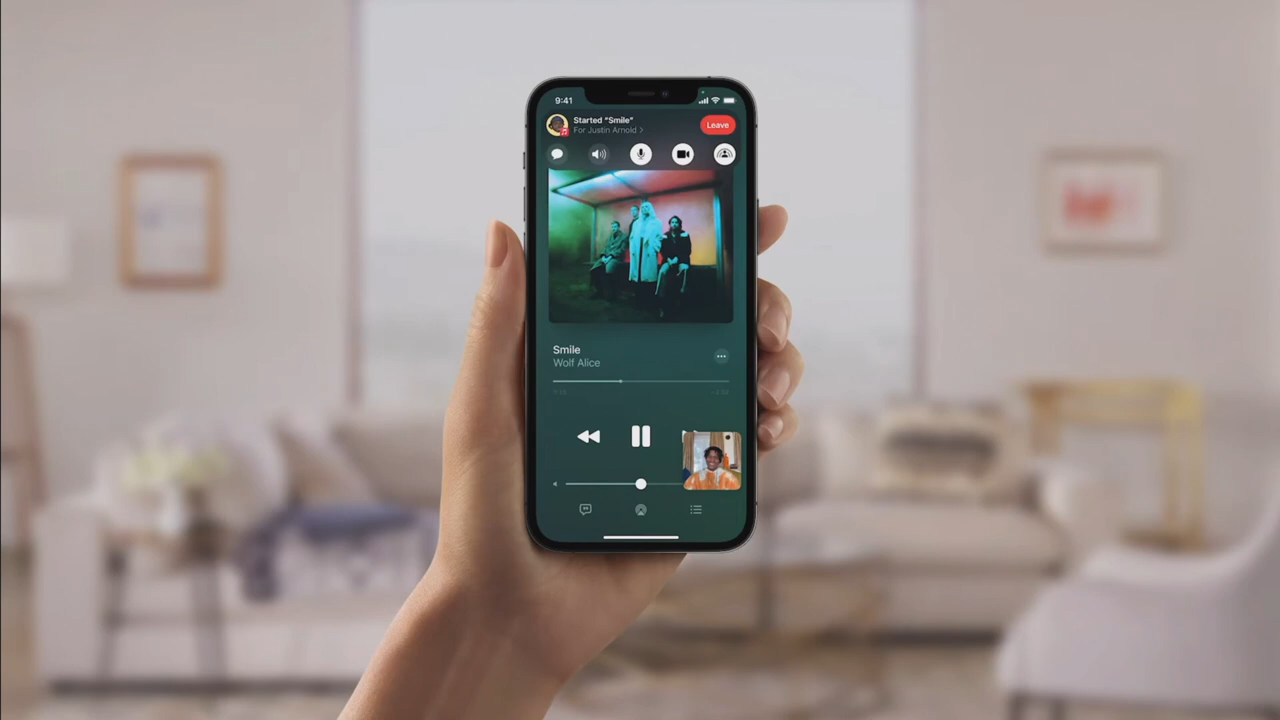 9:41
Started “Smile”
For Justin Arnold >
Leave
Smile
Wolf Alice